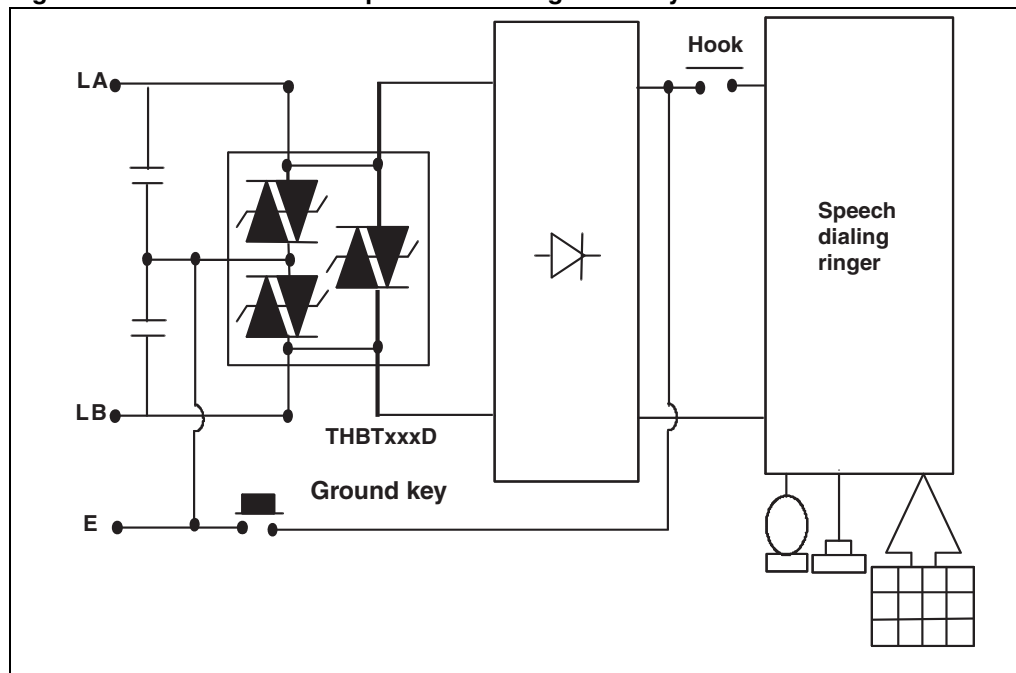 LA
Hook
Speech
dialing
ringer
LB
THBTxxxD
Ground key
E